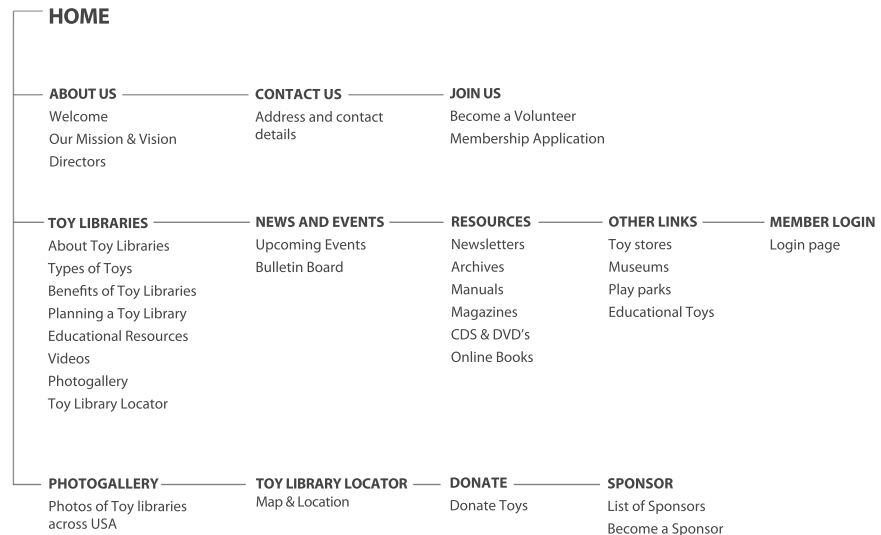 HOME
ABOUT US
Welcome
Our Mission & Vision
Directors
CONTACT US
Address and contact
details
JOIN US
Become a Volunteer
Membership Application
TOY LIBRARIES
About Toy Libraries
Types of Toys
Benefits of Toy Libraries
Planning a Toy Library
Educational Resources
Videos
Photogallery
Toy Library Locator
NEWS AND EVENTS
Upcoming Events
Bulletin Board
RESOURCES
Newsletters
Archives
Manuals
Magazines
CDS & DVD’s
Online Books
OTHER LINKS
Toy stores
Museums
Play parks
Educational Toys
MEMBER LOGIN
Login page
PHOTOGALLERY
Photos of Toy libraries
across USA
TOY LIBRARY LOCATOR
Map & Location
DONATE
Donate Toys
SPONSOR
List of Sponsors
Become a Sponsor